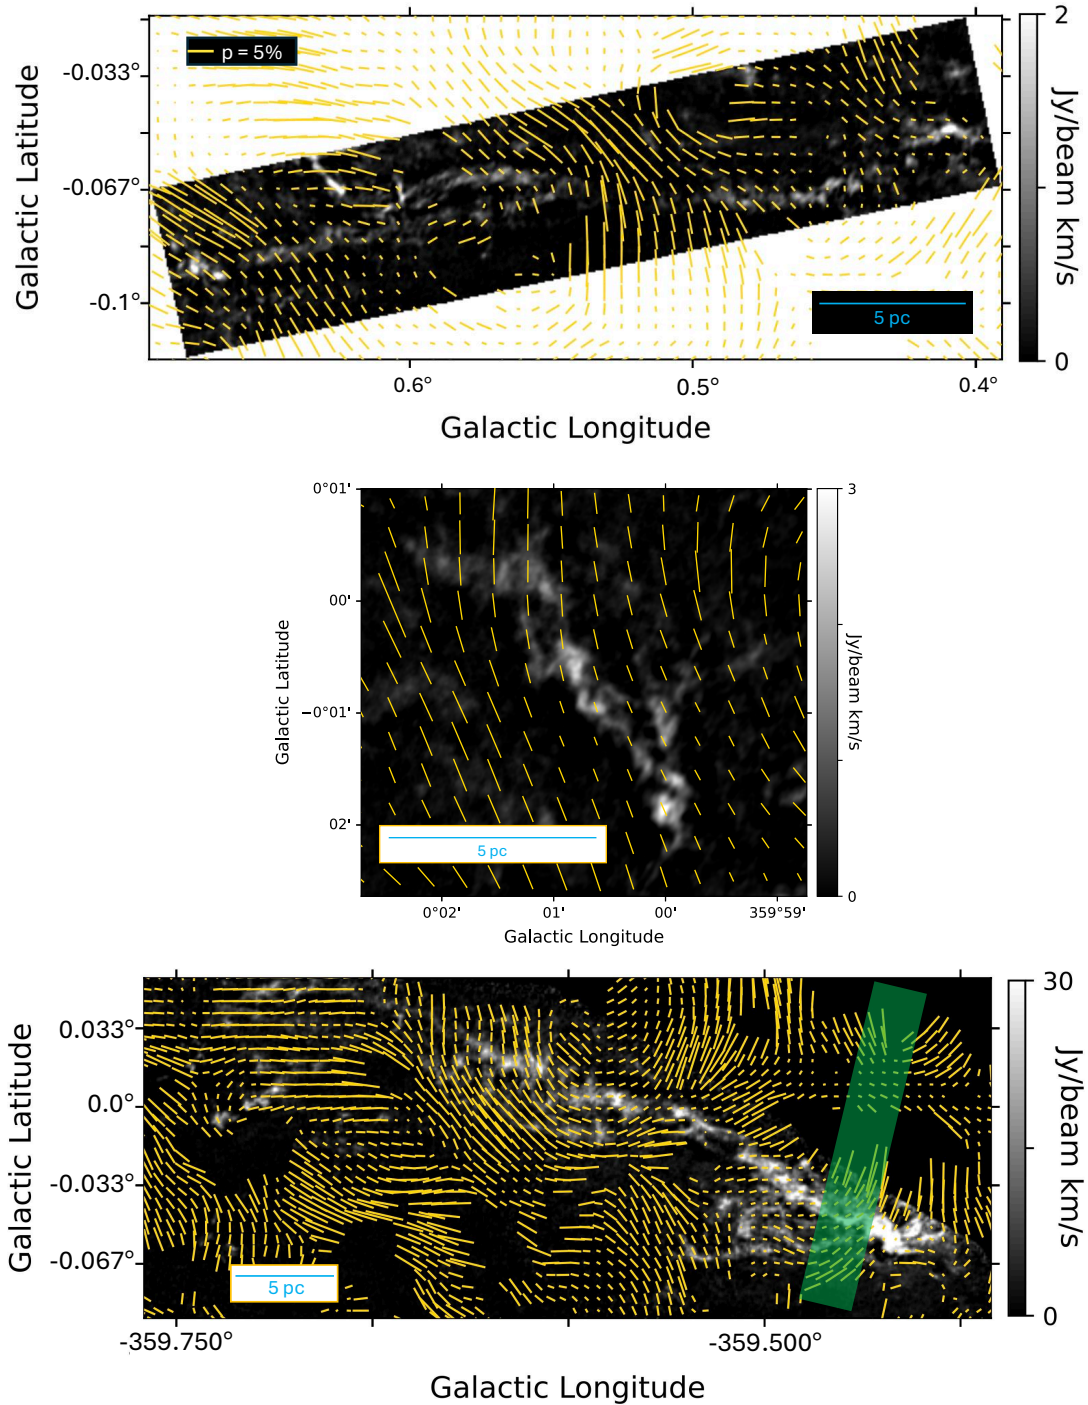 p = 5%
2
-0.033°
-0.067°
-0.1°
Galactic Latitude
5 pc
Jy/beam km/s
0
0.6°
0.5°
0.4°
Galactic Longitude
0°01'
00'
−0°01'
02'
Galactic Latitude
5 pc
3
Jy/beam km/s
0
0°02'
01'
00'
359°59'
Galactic Longitude
30
0.033°
0.0°
-0.033°
-0.067°
Galactic Latitude
5 pc
Jy/beam km/s
0
-359.750°
-359.500°
Galactic Longitude